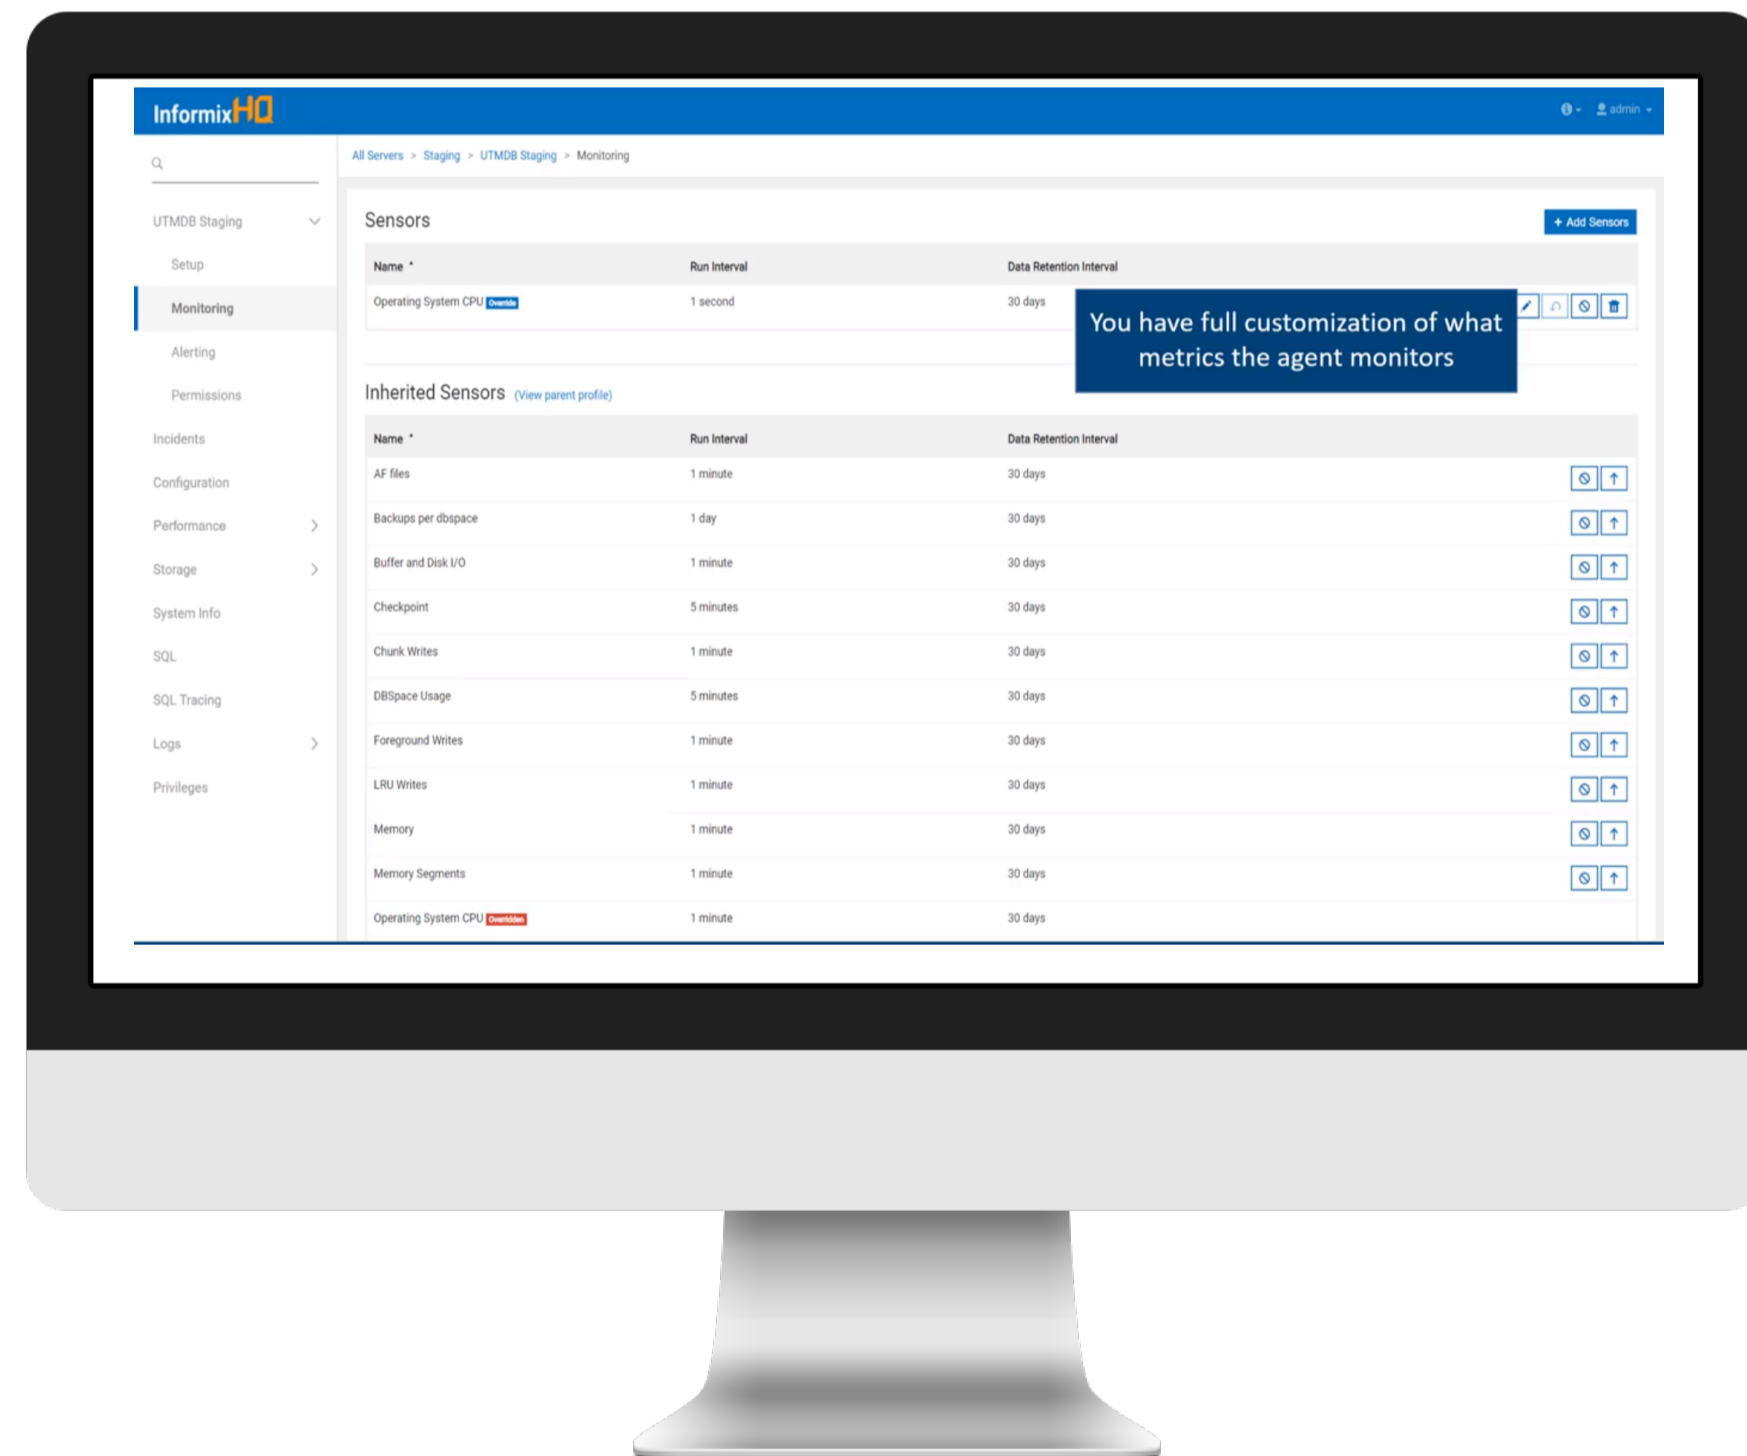 InformixHQ
admin
All Servers > Staging > UTMDB Staging > Monitoring
UTMDB Staging
Setup
Monitoring
Alerting
Permissions
Incidents
Configuration
Performance
Storage
System Info
SQL
SQL Tracing
Logs
Privileges
Sensors
+ Add Sensors
Name Run Interval Data Retention Interval
Operating System CPU Override 1 second 30 days
You have full customization of what
metrics the agent monitors
Inherited Sensors (View parent profile)
Name Run Interval Data Retention Interval
AF files 1 minute 30 days
Backups per dbspace 1 day 30 days
Buffer and Disk I/O 1 minute 30 days
Checkpoint 5 minutes 30 days
Chunk Writes 1 minute 30 days
DBSpace Usage 5 minutes 30 days
Foreground Writes 1 minute 30 days
LRU Writes 1 minute 30 days
Memory 1 minute 30 days
Memory Segments 1 minute 30 days
Operating System CPU Overridden 1 minute 30 days